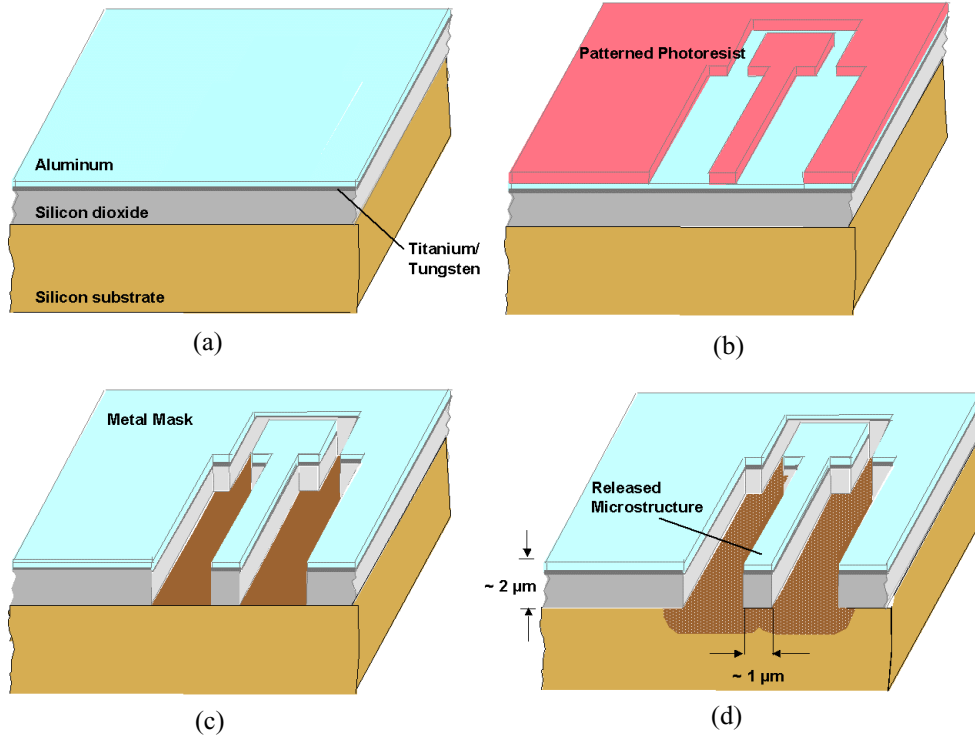 Aluminum
Silicon dioxide
Titanium/
Tungsten
Silicon substrate
(a)
Patterned Photoresist
(b)
Metal Mask
(c)
Released
Microstructure
~ 2 µm
~ 1 µm
(d)